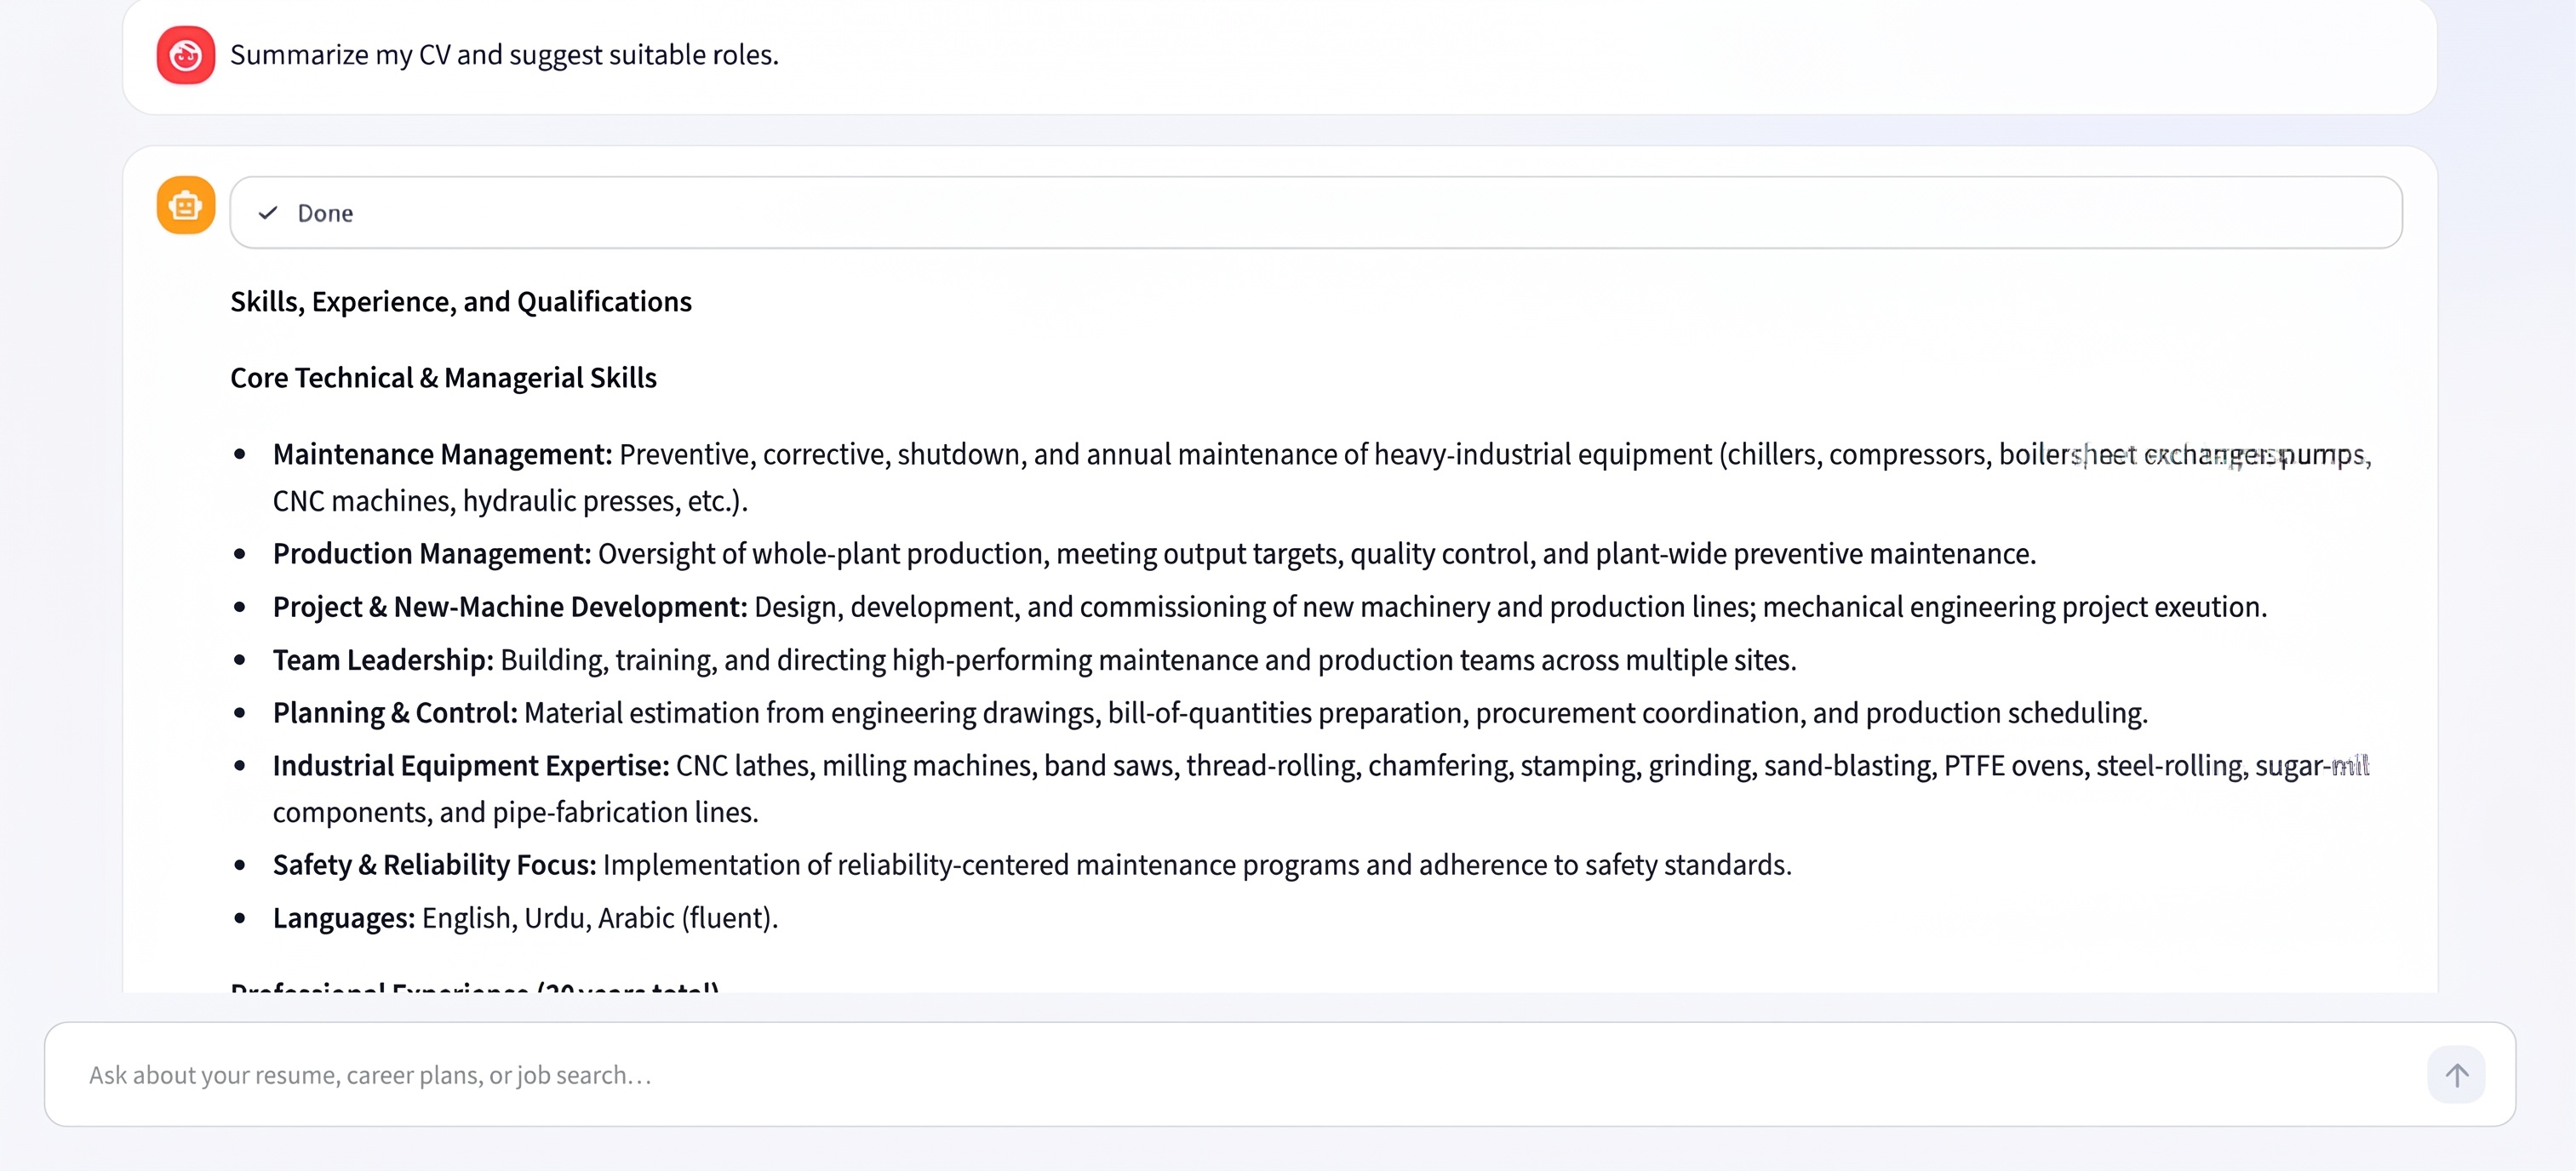 Summarize my CV and suggest suitable roles.
Done
Skills, Experience, and Qualifications
Core Technical & Managerial Skills
• Maintenance Management: Preventive, corrective, shutdown, and annual maintenance of heavy-industrial equipment (chillers, compressors, pumps,
CNC machines, hydraulic presses, etc.).
• Production Management: Oversight of whole-plant production, meeting output targets, quality control, and plant-wide preventive maintenance.
• Project & New-Machine Development: Design, development, and commissioning of new machinery and production lines; mechanical engineering project exeution.
• Team Leadership: Building, training, and directing high-performing maintenance and production teams across multiple sites.
• Planning & Control: Material estimation from engineering drawings, bill-of-quantities preparation, procurement coordination, and production scheduling.
• Industrial Equipment Expertise: CNC lathes, milling machines, band saws, thread-rolling, chamfering, stamping, grinding, sand-blasting, PTFE ovens, steel-rolling, sugar-mill
components, and pipe-fabrication lines.
• Safety & Reliability Focus: Implementation of reliability-centered maintenance programs and adherence to safety standards.
• Languages: English, Urdu, Arabic (fluent).
Professional Experience (20 years total)
Ask about your resume, career plans, or job search…